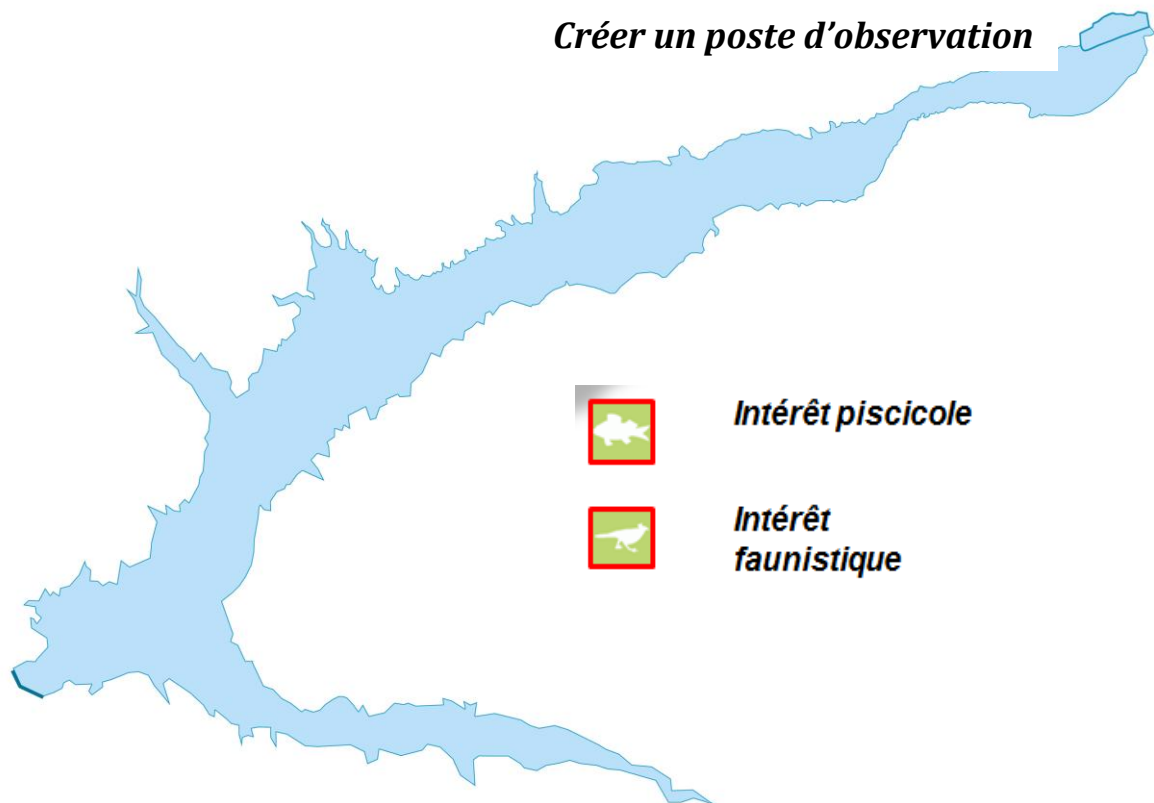 Créer un poste d’observation
Intérêt piscicole
Intérêt
faunistique